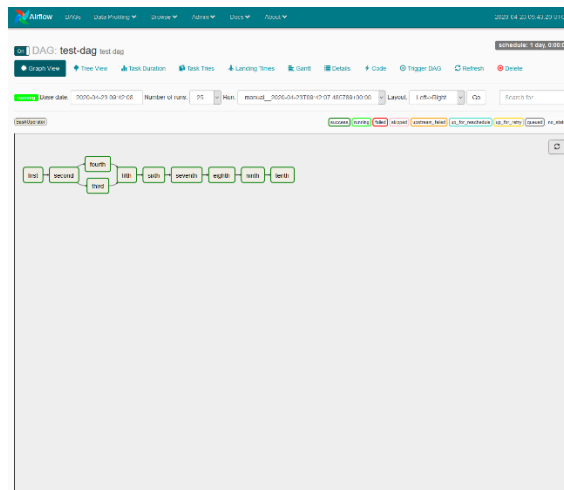 Airflow DAGs Data Profiling Browse Admin Docs About
On DAG: test-dag test dag
schedule: 1 day, 0:00:0
Graph View Tree View Task Duration Task Tries Landing Times Gantt Details Code Trigger DAG Refresh Delete
running Base date: Number of runs: 25 Run: Layout: Left->Right Go Search for
BashOperator
success running failed skipped upstream_failed up_for_reschedule up_for_retry queued no_stat
fourth
first second fifth sixth seventh eighth ninth tenth
third